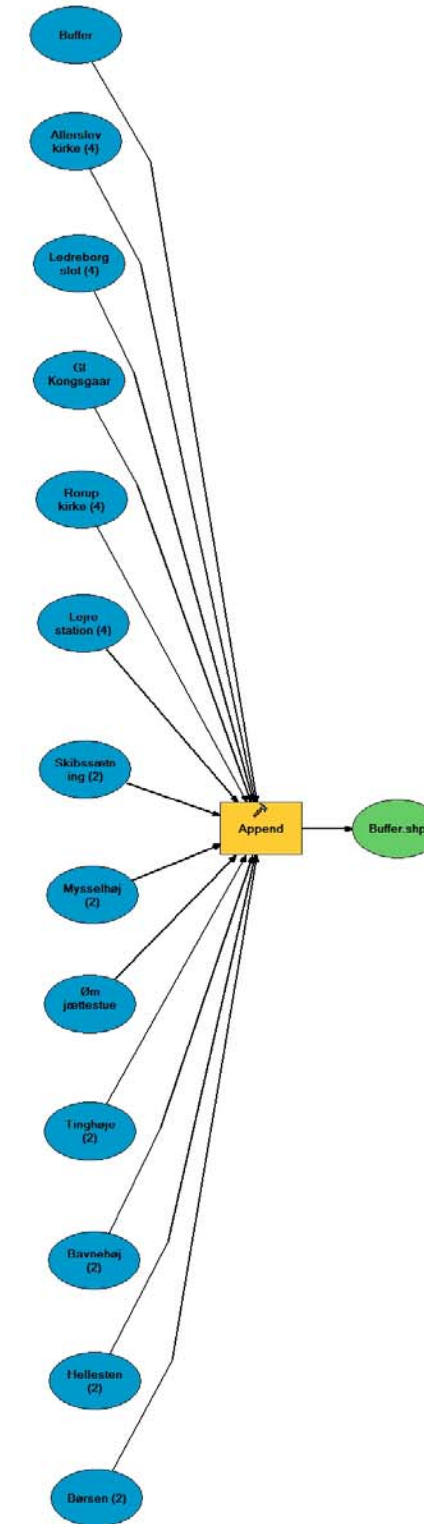 Buffer
Allerslev
kirke (4)
Ledreborg
slot (4)
Gl
Kongsgaar
Rorup
kirke (4)
Lejre
station (4)
Skibssætn
ing (2)
Append
Buffer.shp
Mysselhøj
(2)
Øm
jættestue
Tinghøje
(2)
Bavnehøj
(2)
Hellesten
(2)
Børsen (2)